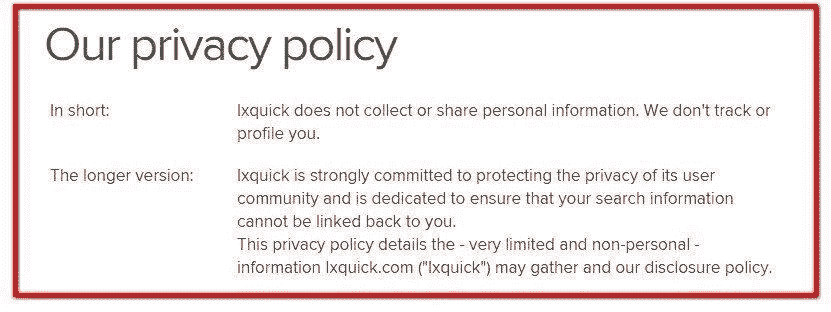 Our privacy policy
In short: Ixquick does not collect or share personal information. We don't track or
profile you.
The longer version: Ixquick is strongly committed to protecting the privacy of its user
community and is dedicated to ensure that your search information
cannot be linked back to you.
This privacy policy details the - very limited and non-personal -
information Ixquick.com ("Ixquick") may gather and our disclosure policy.